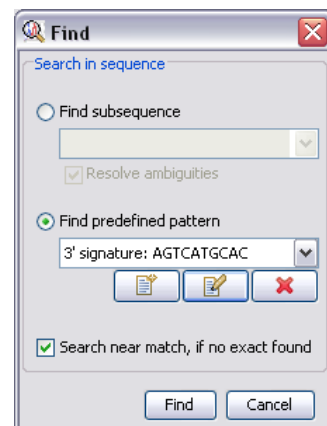 Find
Search in sequence
Find subsequence
Resolve ambiguities
Find predefined pattern
3' signature: AGTCATGCAC
Search near match, if no exact found
Find Cancel